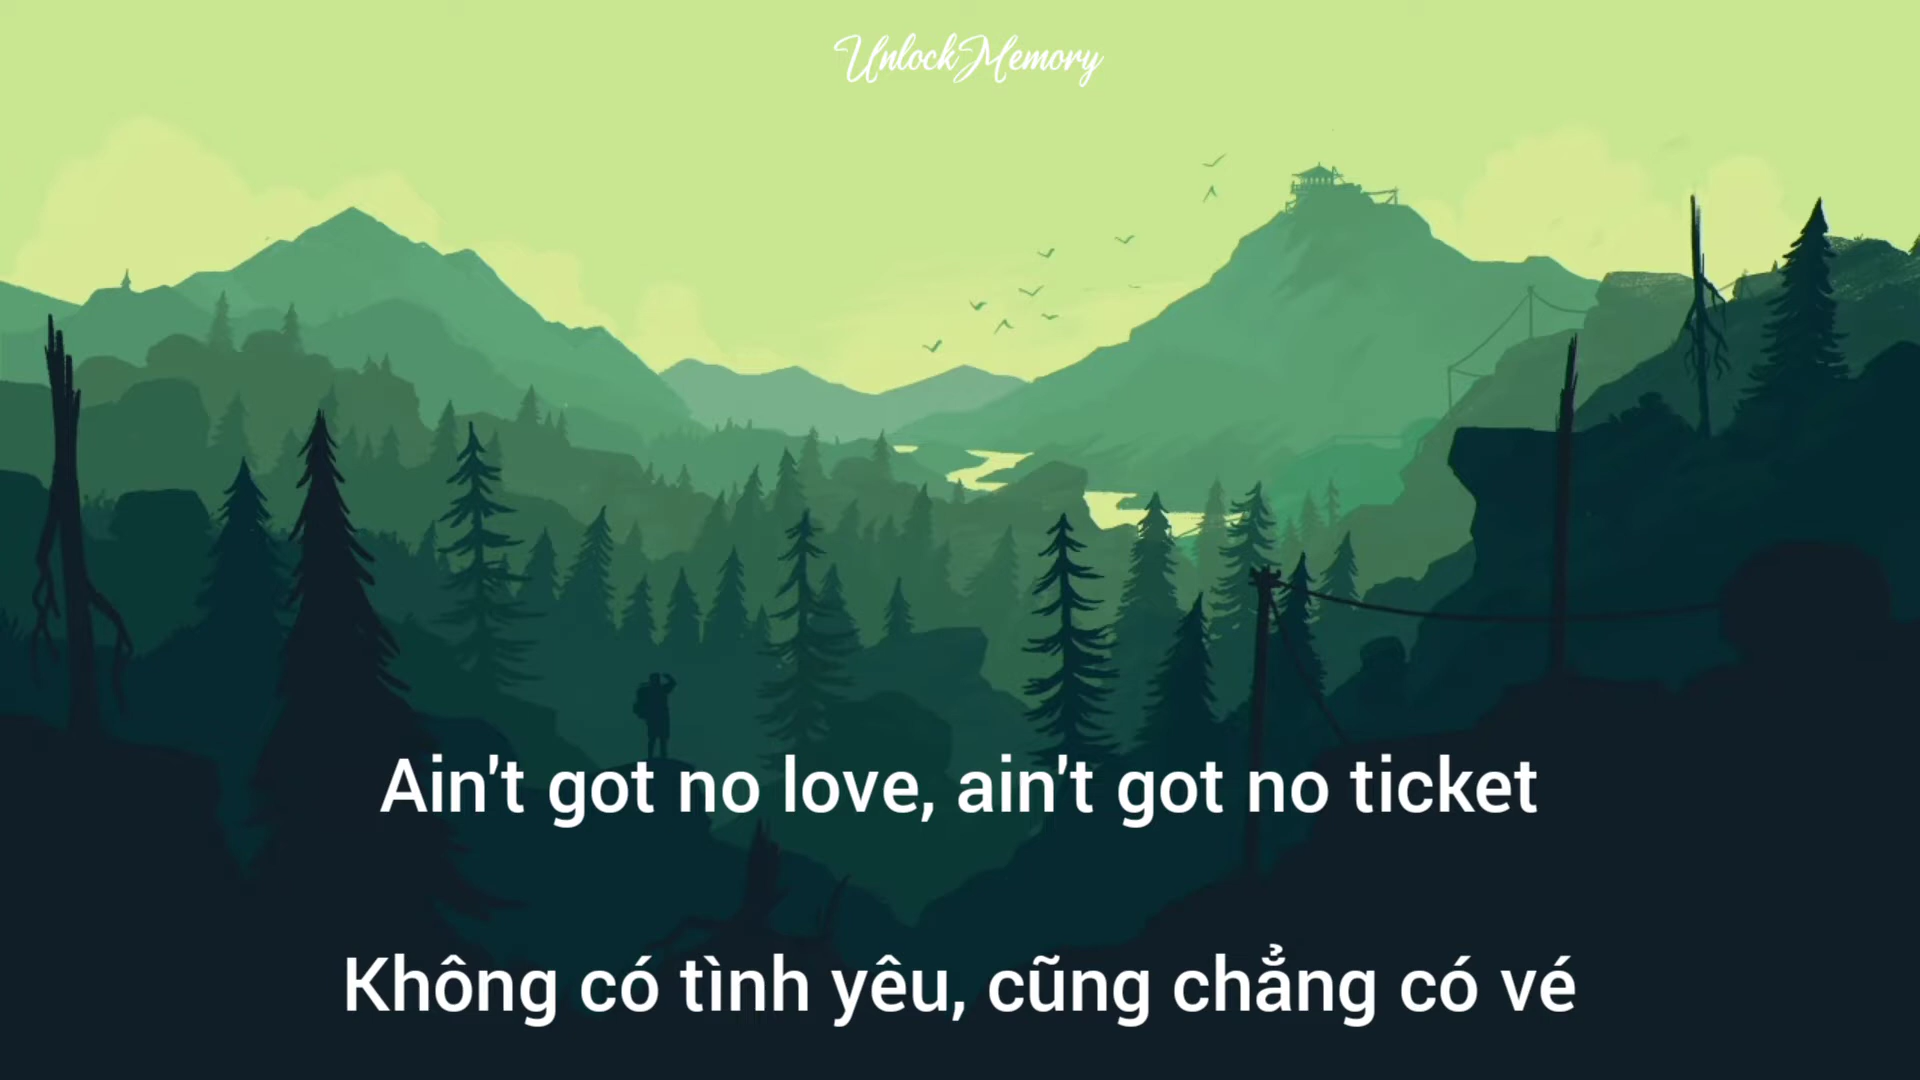 UnlockMemory
Ain't got no love, ain't got no ticket
Không có tình yêu, cũng chẳng có vé